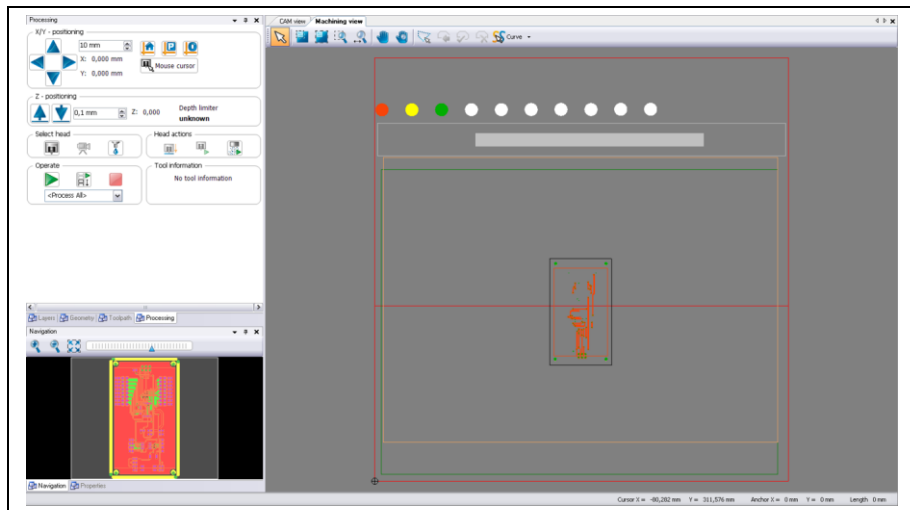 Processing
CAM view Machining view
X/Y - positioning
10 mm
X: 0,000 mm
Mouse cursor
Y: 0,000 mm
Curve
Z - positioning
0,1 mm
Z: 0,000
Depth limiter
unknown
Select head
Head actions
Operate
Tool information
No tool information
<Process All>
Layers Geometry Toolpath Processing
Navigation
Navigation Properties
Cursor X = -80,282 mm Y = 311,576 mm Anchor X = 0 mm Y = 0 mm Length 0 mm